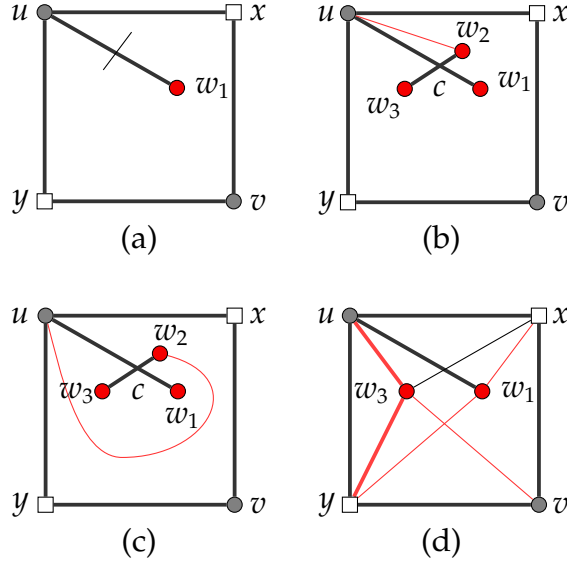 u x u x
w₂
w₁ w₃ c w₁
y v y v
(a) (b)
u x u x
w₂
w₃ c w₁ w₃ w₁
y v y v
(c) (d)